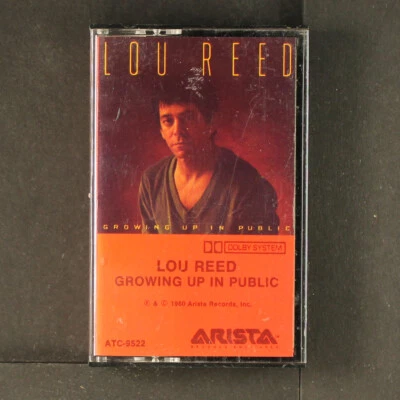 LOU REED
GROWING UP IN PUBLIC
DOLBY SYSTEM
LOU REED
GROWING UP IN PUBLIC
℗ & © 1980 Arista Records, Inc.
ATC-9522
ARISTA